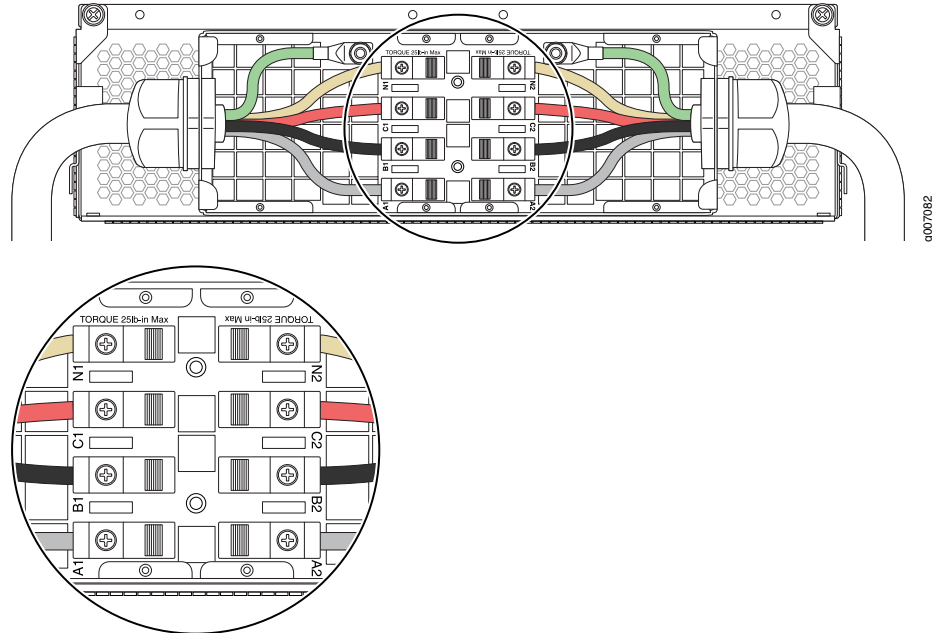 TORQUE 25lb-in Max
TORQUE 25lb-in Max
N1
N2
C1
C2
B1
B2
A1
A2
g007082
TORQUE 25lb-in Max
TORQUE 25lb-in Max
N1
N2
C1
C2
B1
B2
A1
A2